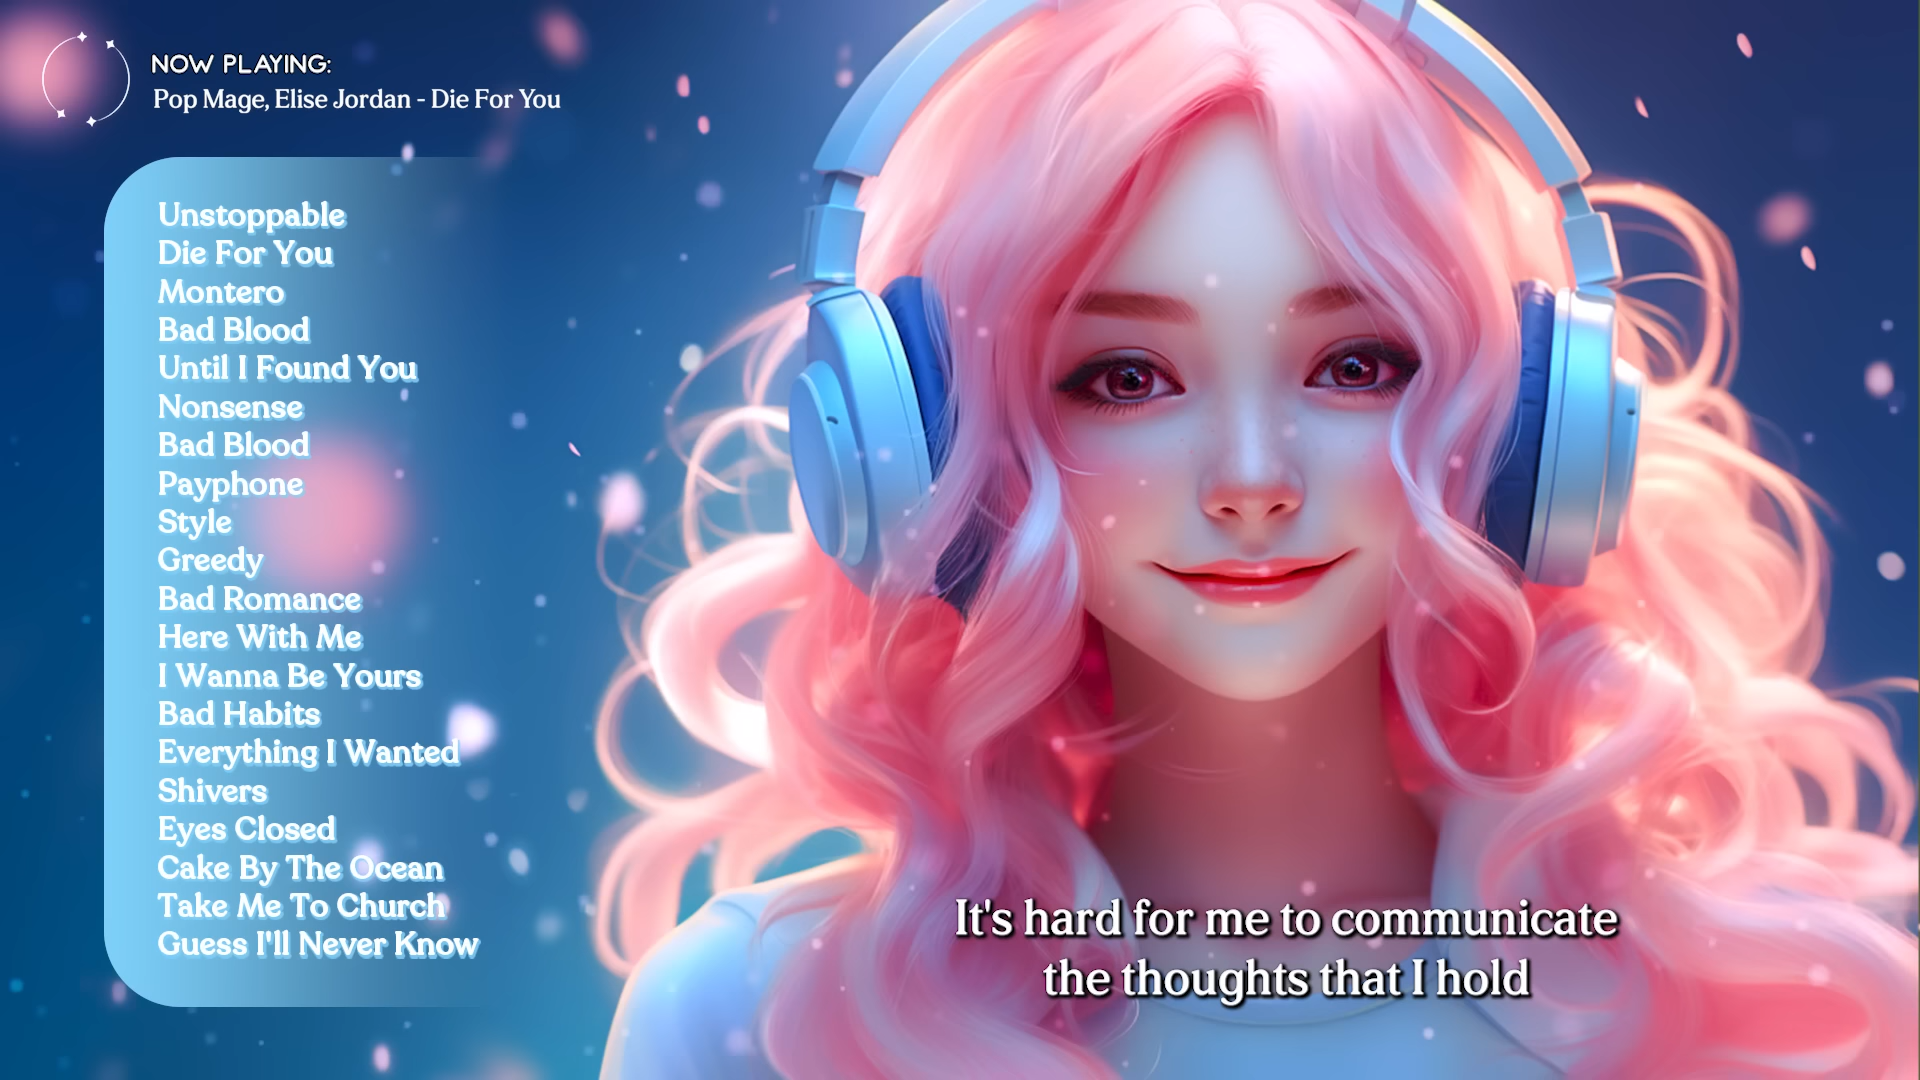 NOW PLAYING:
Pop Mage, Elise Jordan - Die For You
Unstoppable
Die For You
Montero
Bad Blood
Until I Found You
Nonsense
Bad Blood
Payphone
Style
Greedy
Bad Romance
Here With Me
I Wanna Be Yours
Bad Habits
Everything I Wanted
Shivers
Eyes Closed
Cake By The Ocean
Take Me To Church
Guess I'll Never Know
It's hard for me to communicate
the thoughts that I hold